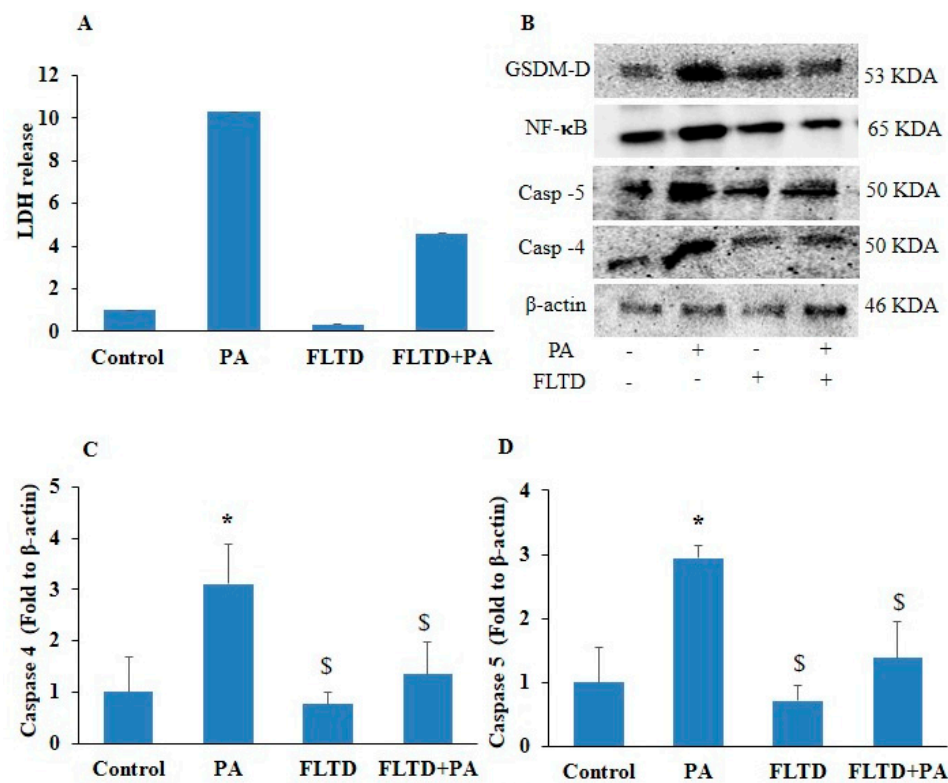 A
LDH release
12
10
8
6
4
2
0
Control PA FLTD FLTD+PA
B
GSDM-D 53 KDA
NF-κB 65 KDA
Casp -5 50 KDA
Casp -4 50 KDA
β-actin 46 KDA
PA - + - +
FLTD - - + +
C
Caspase 4 (Fold to β-actin)
5
4
3
2
1
0
*
$
$
Control PA FLTD FLTD+PA
D
Caspase 5 (Fold to β-actin)
4
3
2
1
0
*
$
$
Control PA FLTD FLTD+PA